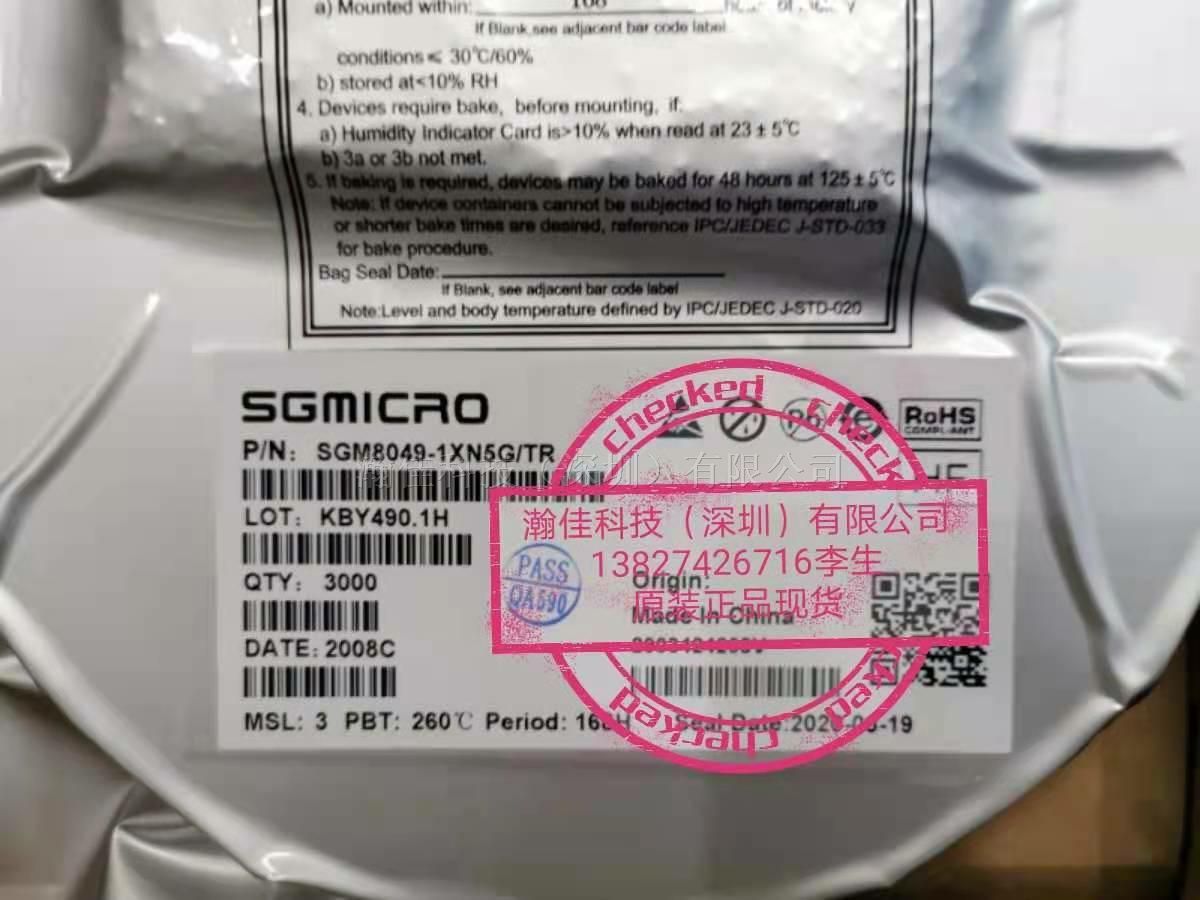 a) Mounted within: 168
If Blank, see adjacent bar code label
conditions ≤ 30℃/60%
b) stored at<10% RH
4. Devices require bake, before mounting, if:
a) Humidity Indicator Card is>10% when read at 23 ± 5℃
b) 3a or 3b not met.
5. If baking is required, devices may be baked for 48 hours at 125 ± 5℃
Note: If device containers cannot be subjected to high temperature
or shorter bake times are desired, reference IPC/JEDEC J-STD-033
for bake procedure.
Bag Seal Date:
If Blank, see adjacent bar code label
Note:Level and body temperature defined by IPC/JEDEC J-STD-020
SGMICRO
P/N: SGM8049-1XN5G/TR
瀚佳科技（深圳）有限公司
LOT: KBY490.1H
QTY: 3000
DATE: 2008C
MSL: 3 PBT: 260℃ Period: 168H Seal Date:
checked
checked
Pb
e
RoHS
COMPLIANT
HF
瀚佳科技（深圳）有限公司
13827426716李生
原装正品现货
PASS
QA590
Origin:
Made In China
checked
checked